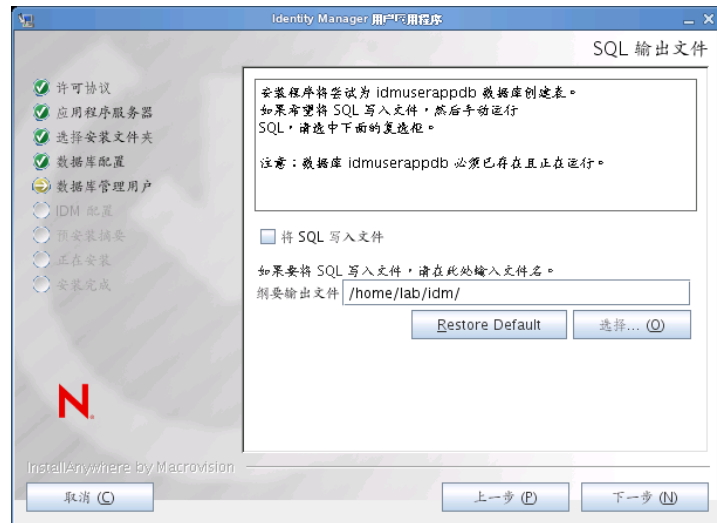 Identity Manager 用户应用程序
SQL 输出文件
许可协议
应用程序服务器
选择安装文件夹
数据库配置
数据库管理用户
IDM 配置
预安装摘要
正在安装
安装完成
安装程序将尝试为 idmuserappdb 数据库创建表。
如果希望将 SQL 写入文件，然后手动运行
SQL，请选中下面的复选框。
注意：数据库 idmuserappdb 必须已存在且正在运行。
将 SQL 写入文件
如果要将 SQL 写入文件，请在此处输入文件名。
纲要输出文件 /home/lab/idm/
Restore Default
选择... (O)
N
InstallAnywhere by Macrovision
取消 (C)
上一步 (P)
下一步 (N)